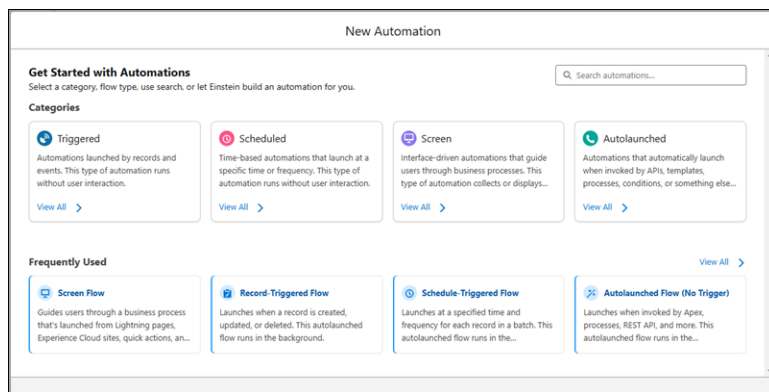 New Automation
Get Started with Automations
Select a category, flow type, use search, or let Einstein build an automation for you.
Search automations...
Categories
Triggered
Automations launched by records and
events. This type of automation runs
without user interaction.
View All
Scheduled
Time-based automations that launch at a
specific time or frequency. This type of
automation runs without user interaction.
View All
Screen
Interface-driven automations that guide
users through business processes. This
type of automation collects or displays...
View All
Autolaunched
Automations that automatically launch
when invoked by APIs, templates,
processes, conditions, or something else...
View All
Frequently Used
View All
Screen Flow
Guides users through a business process
that's launched from Lightning pages,
Experience Cloud sites, quick actions, an...
Record-Triggered Flow
Launches when a record is created,
updated, or deleted. This autolaunched
flow runs in the background.
Schedule-Triggered Flow
Launches at a specified time and
frequency for each record in a batch. This
autolaunched flow runs in the...
Autolaunched Flow (No Trigger)
Launches when invoked by Apex,
processes, REST API, and more. This
autolaunched flow runs in the...